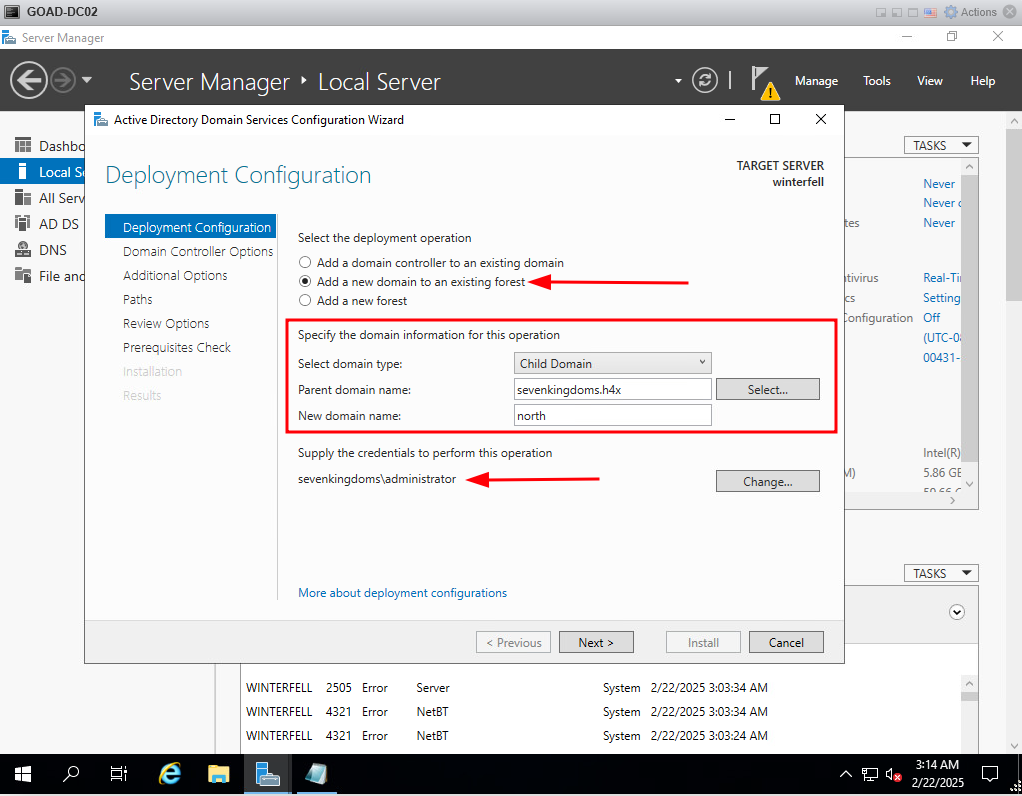 GOAD-DC02
Actions
Server Manager
Server Manager ‣ Local Server
Manage Tools View Help
Active Directory Domain Services Configuration Wizard
Deployment Configuration
TARGET SERVER
winterfell
Deployment Configuration
Domain Controller Options
Additional Options
Paths
Review Options
Prerequisites Check
Installation
Results
Select the deployment operation
Add a domain controller to an existing domain
Add a new domain to an existing forest
Add a new forest
Specify the domain information for this operation
Select domain type: Child Domain
Parent domain name: sevenkingdoms.h4x Select...
New domain name: north
Supply the credentials to perform this operation
sevenkingdoms\administrator Change...
More about deployment configurations
< Previous Next > Install Cancel
Dashbo
Local Se
All Serv
AD DS
DNS
File and
TASKS
Never
Never
tes Never
ntivirus Real-Ti
cs Setting
Configuration Off
(UTC-08
00431-
Intel(R)
M) 5.86 GE
TASKS
WINTERFELL 2505 Error Server System 2/22/2025 3:03:34 AM
WINTERFELL 4321 Error NetBT System 2/22/2025 3:03:34 AM
WINTERFELL 4321 Error NetBT System 2/22/2025 3:03:24 AM
3:14 AM
2/22/2025